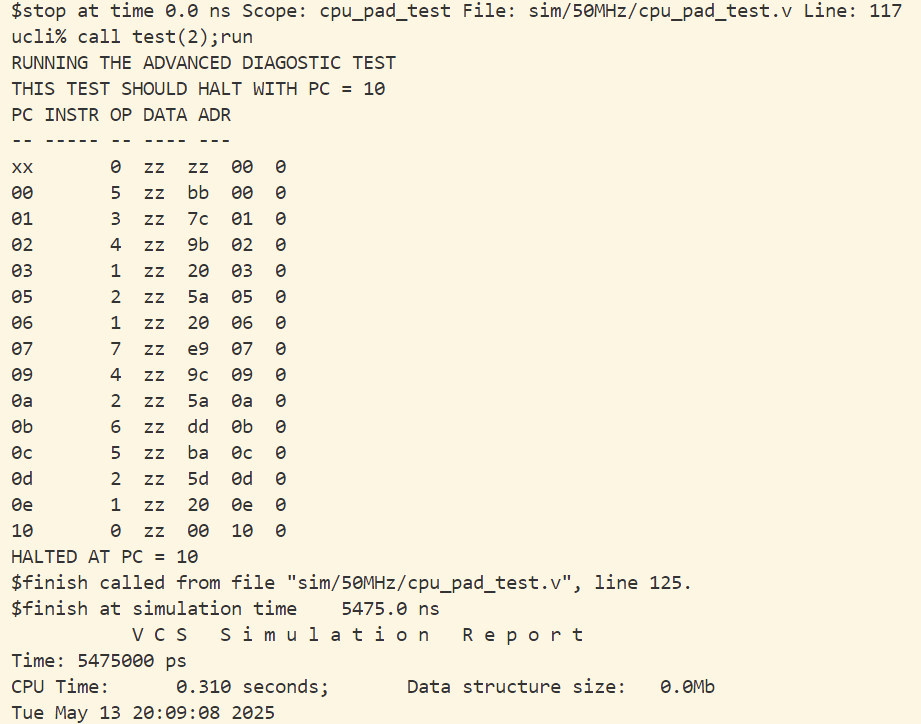 $stop at time 0.0 ns Scope: cpu_pad_test File: sim/50MHz/cpu_pad_test.v Line: 117
ucli% call test(2);run
RUNNING THE ADVANCED DIAGOSTIC TEST
THIS TEST SHOULD HALT WITH PC = 10
PC INSTR OP DATA ADR
-- ----- -- ---- ---
xx       0  zz  zz  00  0
00       5  zz  bb  00  0
01       3  zz  7c  01  0
02       4  zz  9b  02  0
03       1  zz  20  03  0
05       2  zz  5a  05  0
06       1  zz  20  06  0
07       7  zz  e9  07  0
09       4  zz  9c  09  0
0a       2  zz  5a  0a  0
0b       6  zz  dd  0b  0
0c       5  zz  ba  0c  0
0d       2  zz  5d  0d  0
0e       1  zz  20  0e  0
10       0  zz  00  10  0
HALTED AT PC = 10
$finish called from file "sim/50MHz/cpu_pad_test.v", line 125.
$finish at simulation time    5475.0 ns
           V C S   S i m u l a t i o n   R e p o r t
Time: 5475000 ps
CPU Time:      0.310 seconds;       Data structure size:   0.0Mb
Tue May 13 20:09:08 2025